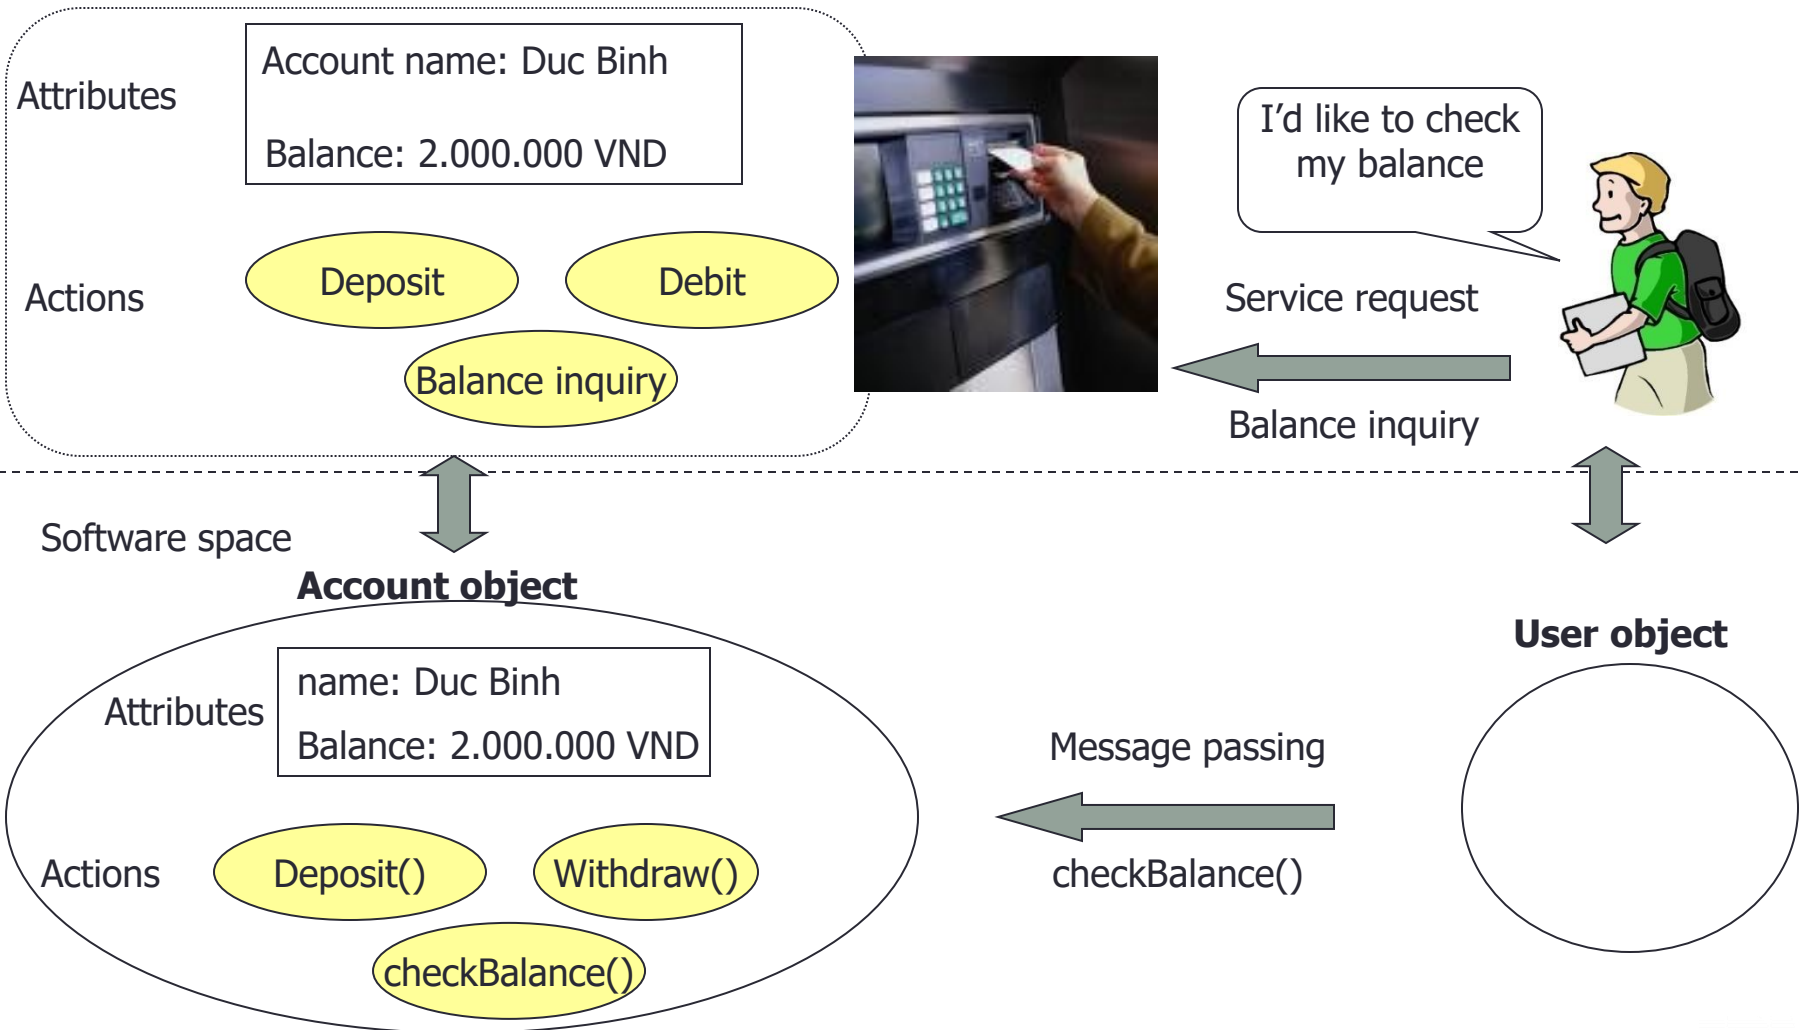 Attributes
Account name: Duc Binh
Balance: 2.000.000 VND
Actions
Deposit
Debit
Balance inquiry
I’d like to check
my balance
Service request
Balance inquiry
Software space
Account object
Attributes
name: Duc Binh
Balance: 2.000.000 VND
Actions
Deposit()
Withdraw()
checkBalance()
Message passing
checkBalance()
User object